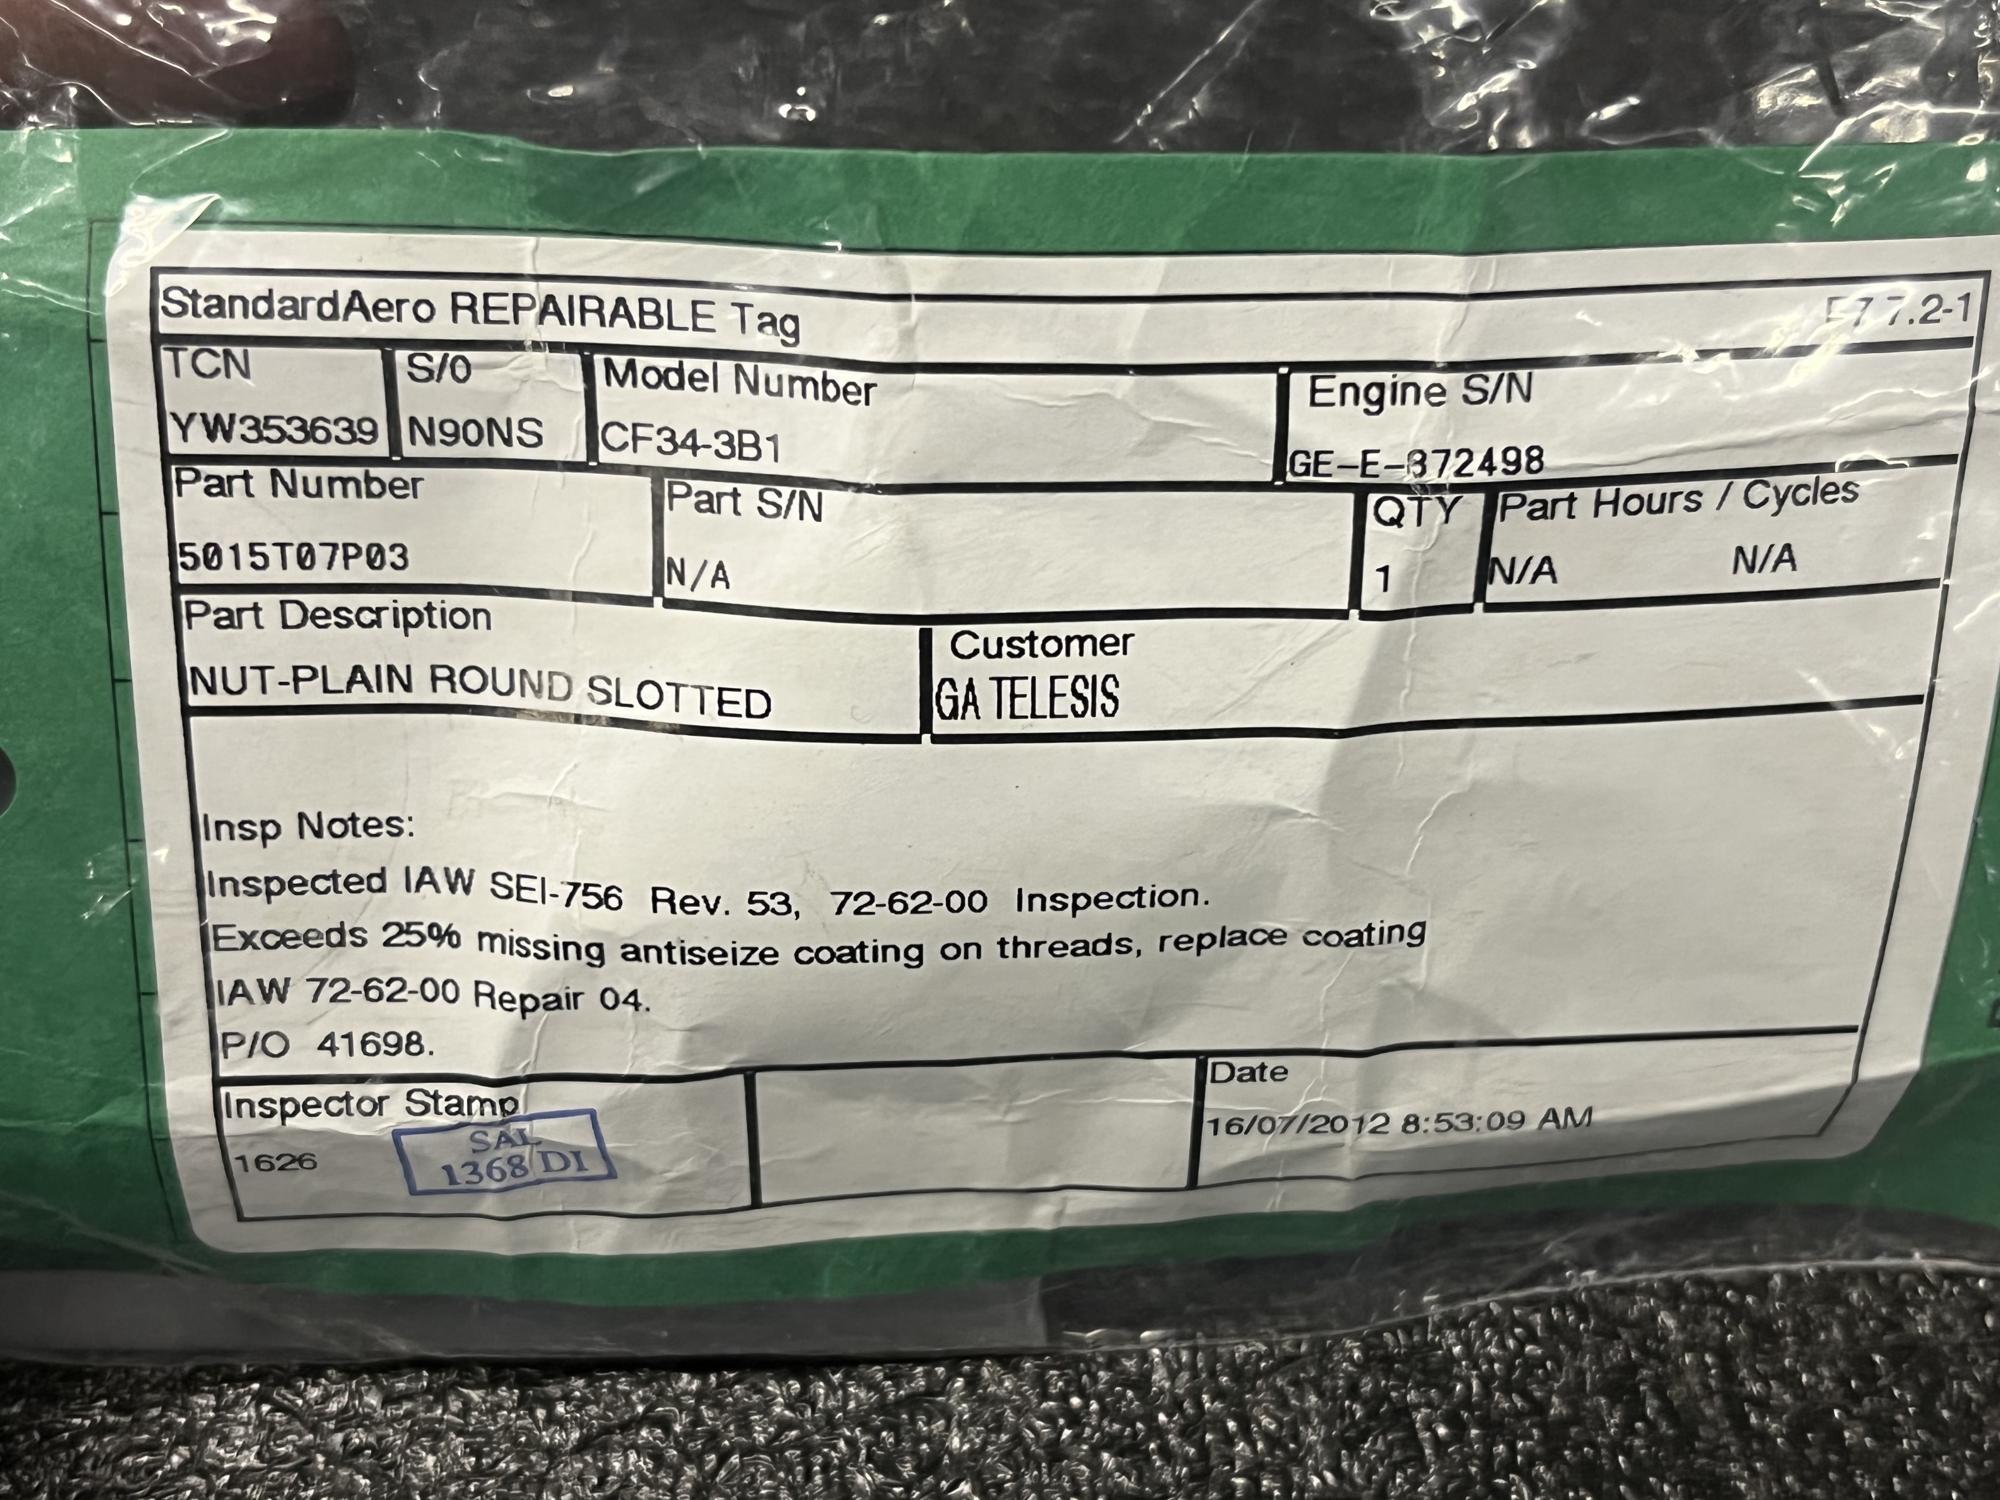 StandardAero REPAIRABLE Tag 7.2-1
TCN S/O Model Number Engine S/N
YW353639 N90NS CF34-3B1 GE-E-872498
Part Number Part S/N QTY Part Hours / Cycles
5015T07P03 N/A 1 N/A N/A
Part Description Customer
NUT-PLAIN ROUND SLOTTED GA TELESIS
Insp Notes:
Inspected IAW SEI-756 Rev. 53, 72-62-00 Inspection.
Exceeds 25% missing antiseize coating on threads, replace coating
IAW 72-62-00 Repair 04.
P/O 41698.
Inspector Stamp Date
1626 SAL 16/07/2012 8:53:09 AM
1368 DI